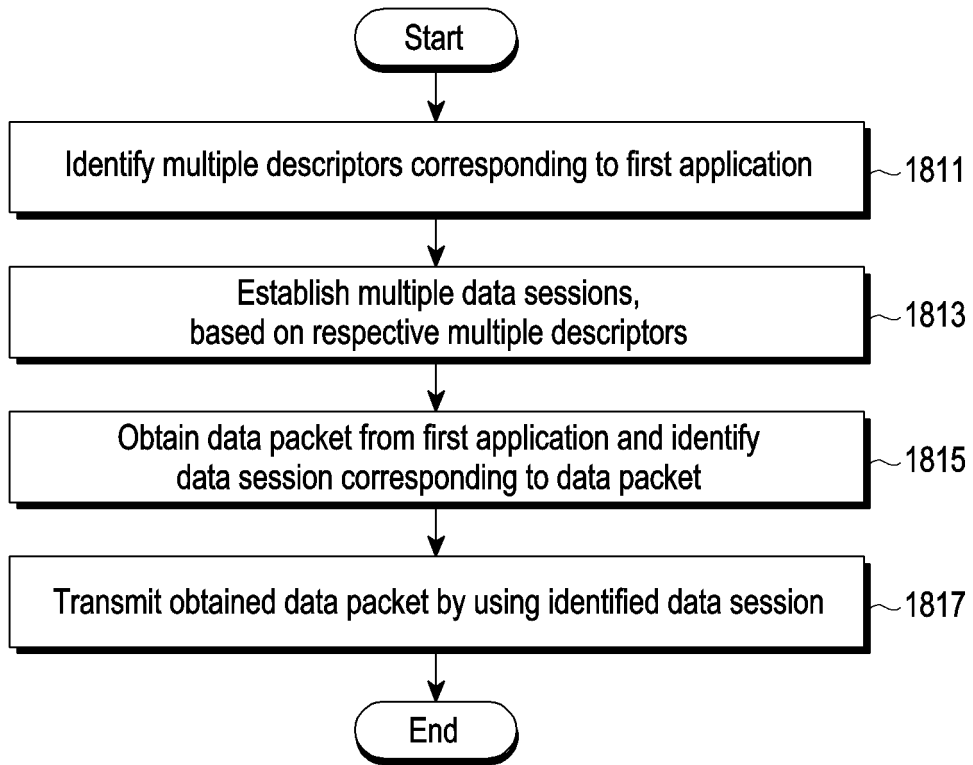 Start
Identify multiple descriptors corresponding to first application
1811
Establish multiple data sessions,
based on respective multiple descriptors
1813
Obtain data packet from first application and identify
data session corresponding to data packet
1815
Transmit obtained data packet by using identified data session
1817
End